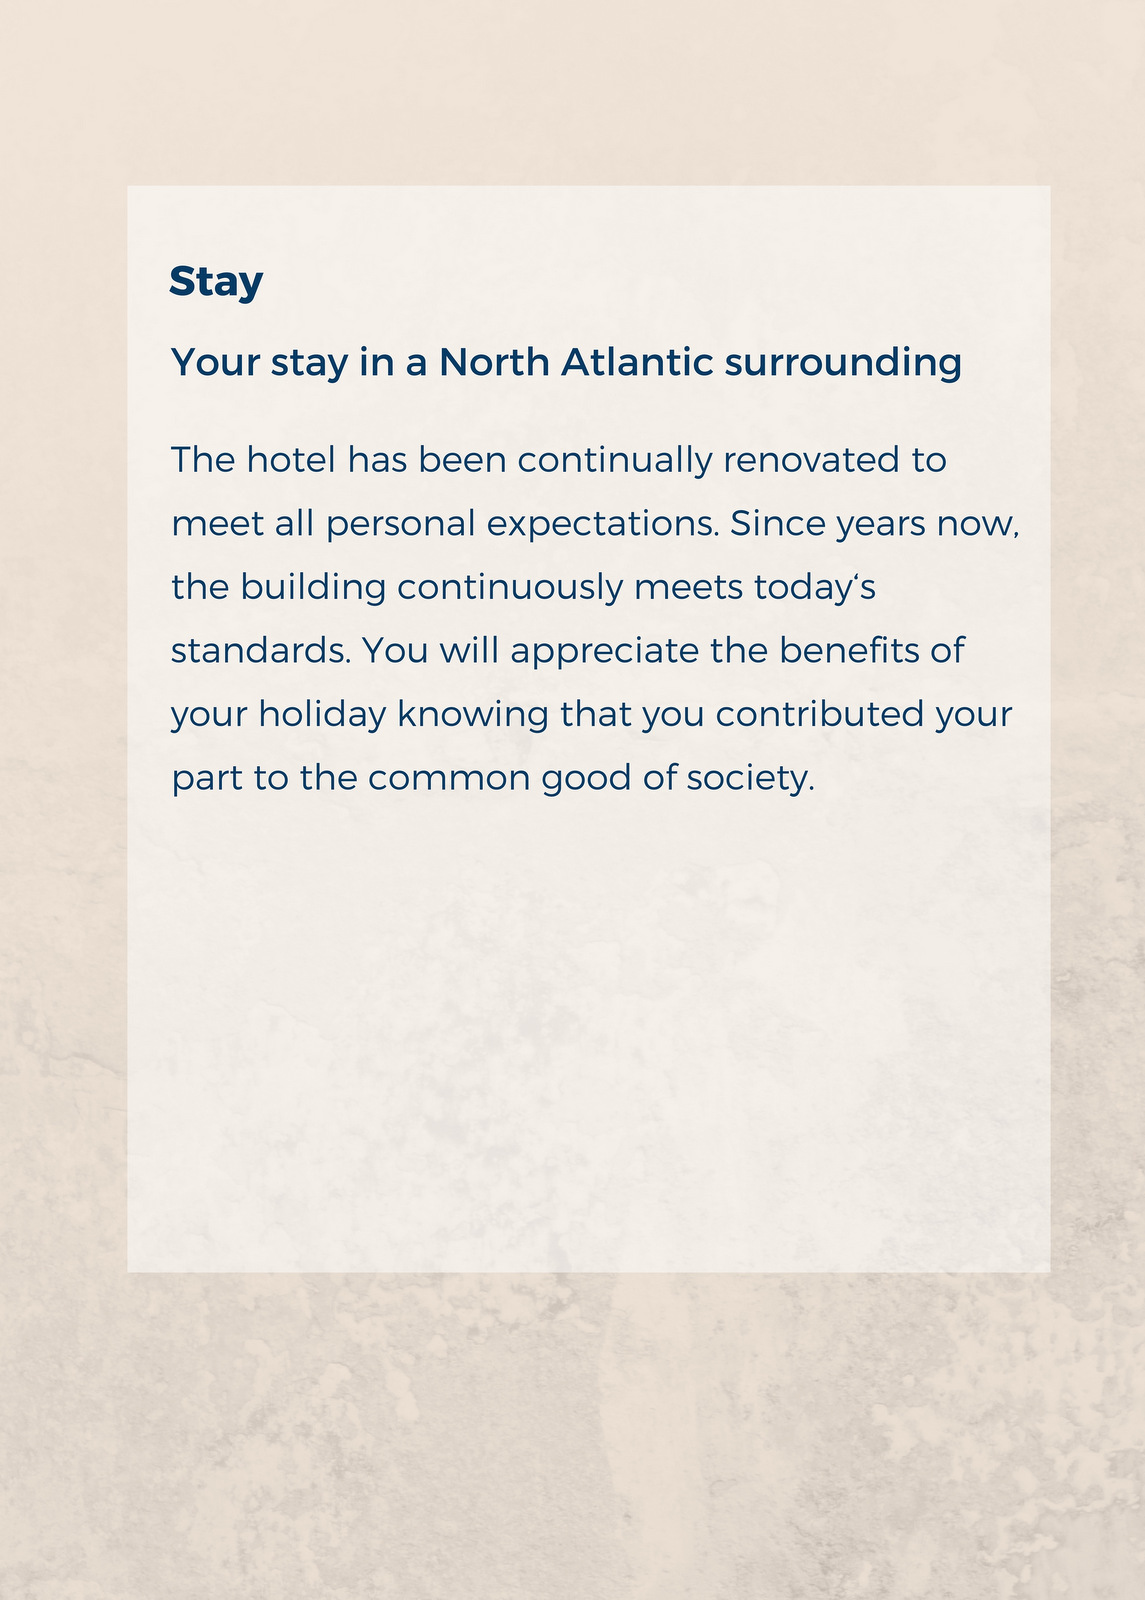 Stay
Your stay in a North Atlantic surrounding
The hotel has been continually renovated to
meet all personal expectations. Since years now,
the building continuously meets today‘s
standards. You will appreciate the benefits of
your holiday knowing that you contributed your
part to the common good of society.